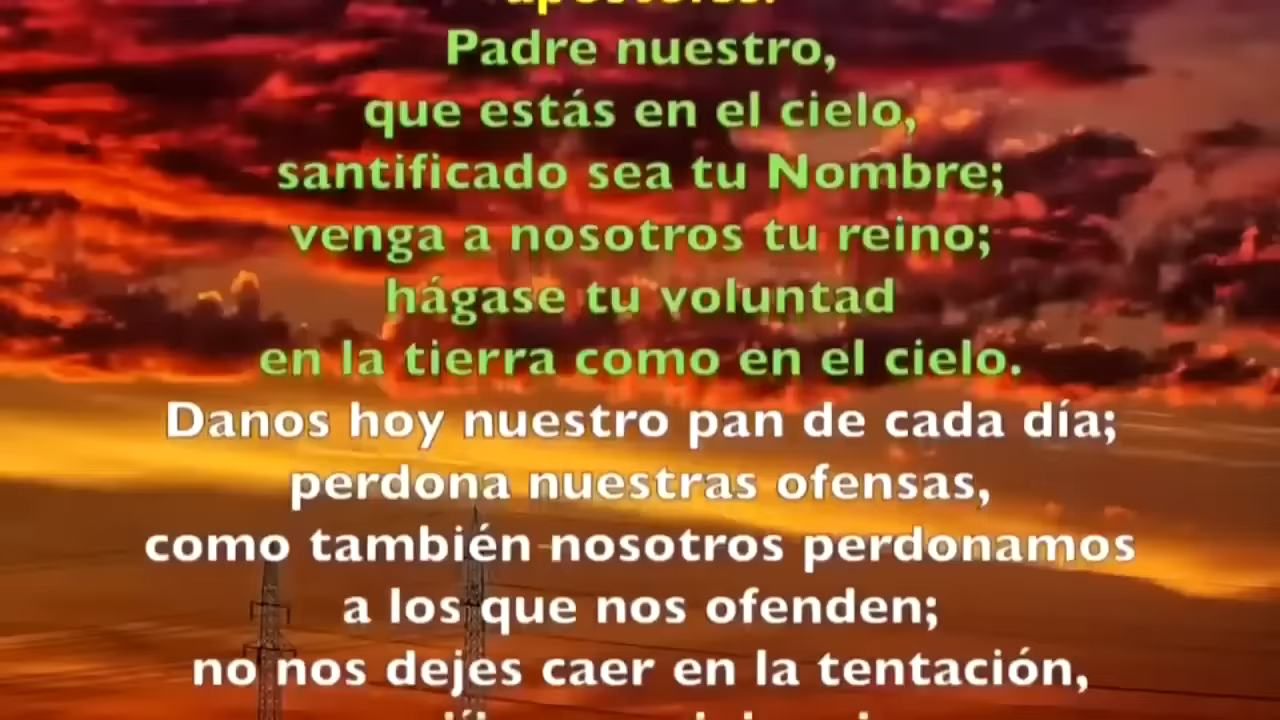 Padre nuestro,
que estás en el cielo,
santificado sea tu Nombre;
venga a nosotros tu reino;
hágase tu voluntad
en la tierra como en el cielo.
Danos hoy nuestro pan de cada día;
perdona nuestras ofensas,
como también nosotros perdonamos
a los que nos ofenden;
no nos dejes caer en la tentación,